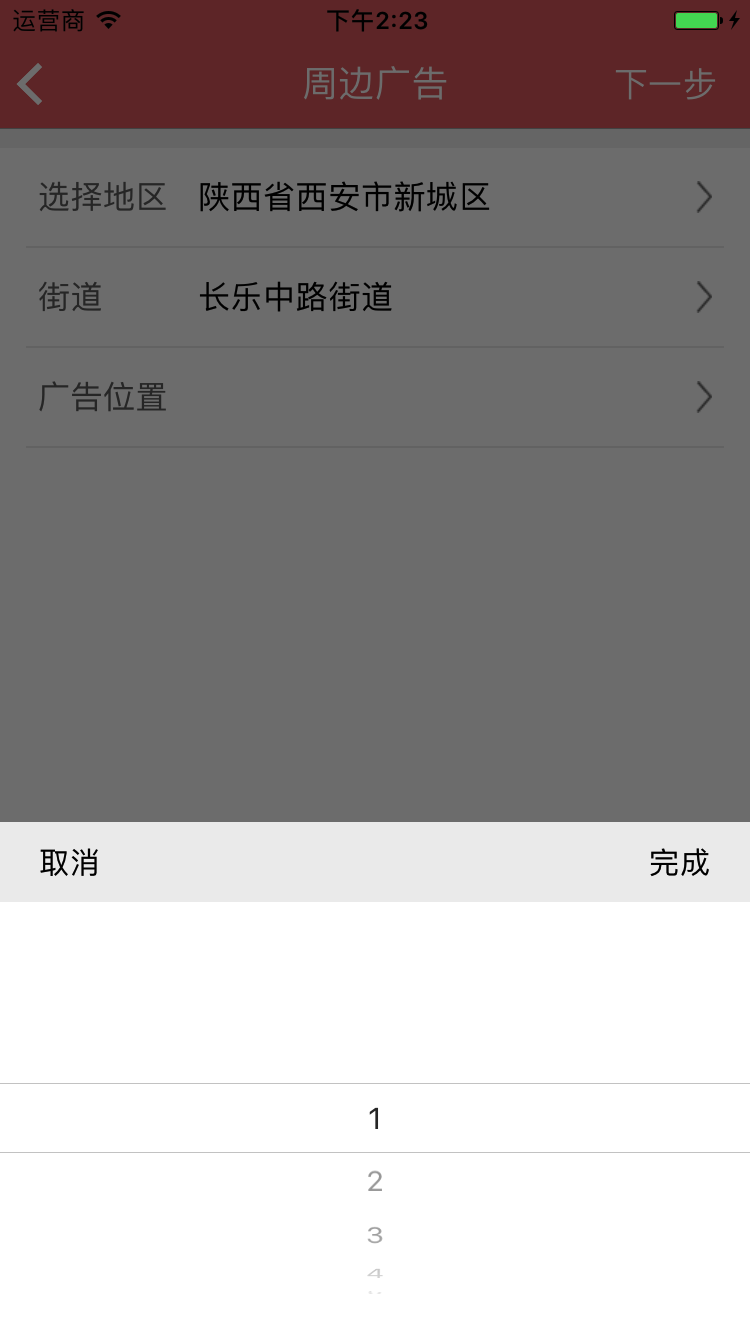 运营商 下午2:23
周边广告 下一步
选择地区 陕西省西安市新城区
街道 长乐中路街道
广告位置
取消 完成
1
2
3
4